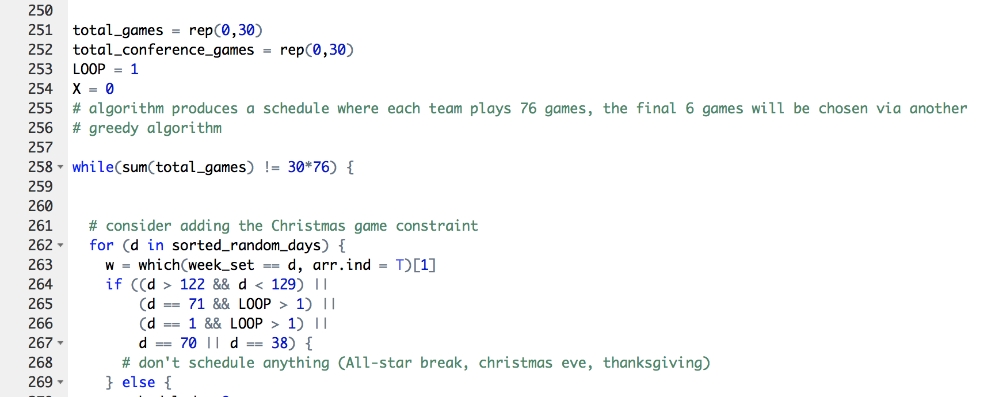 250
251 total_games = rep(0,30)
252 total_conference_games = rep(0,30)
253 LOOP = 1
254 X = 0
255 # algorithm produces a schedule where each team plays 76 games, the final 6 games will be chosen via another
256 # greedy algorithm
257
258 while(sum(total_games) != 30*76) {
259
260
261 # consider adding the Christmas game constraint
262 for (d in sorted_random_days) {
263 w = which(week_set == d, arr.ind = T)[1]
264 if ((d > 122 && d < 129) ||
265 (d == 71 && LOOP > 1) ||
266 (d == 1 && LOOP > 1) ||
267 d == 70 || d == 38) {
268 # don't schedule anything (All-star break, christmas eve, thanksgiving)
269 } else {